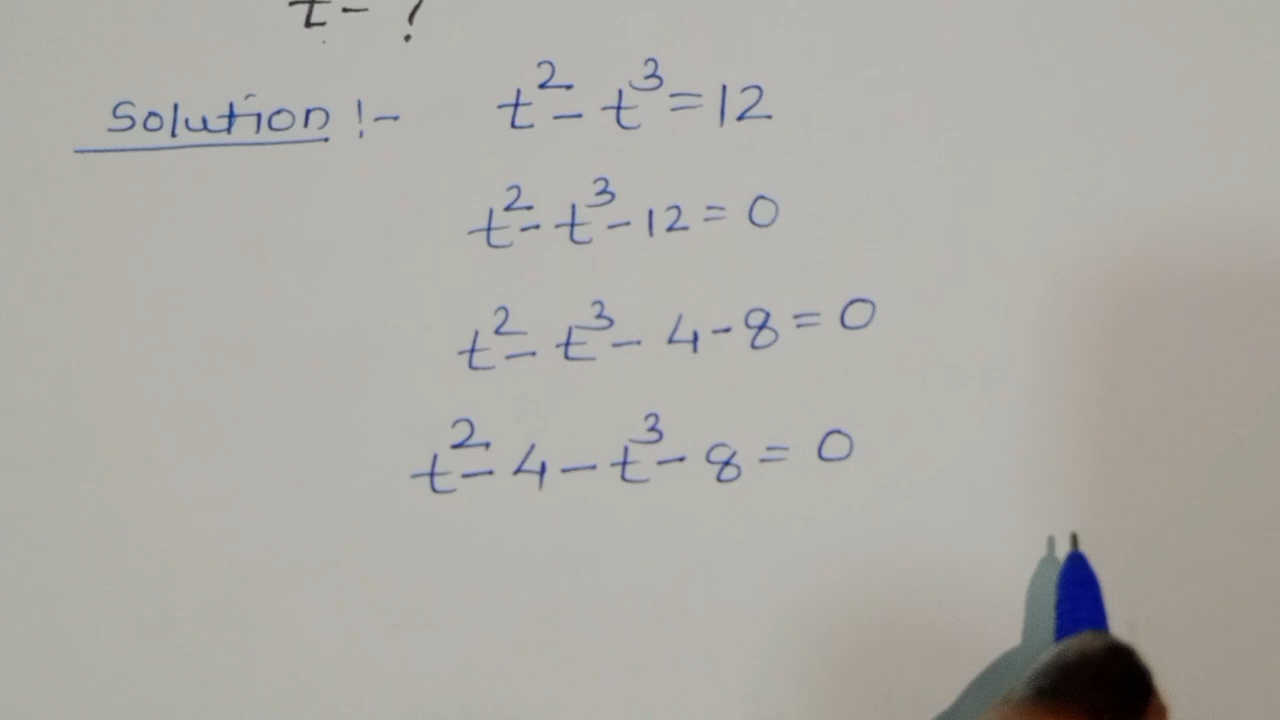 t = ?
Solution :- t² - t³ = 12
t² - t³ - 12 = 0
t² - t³ - 4 - 8 = 0
t² - 4 - t³ - 8 = 0